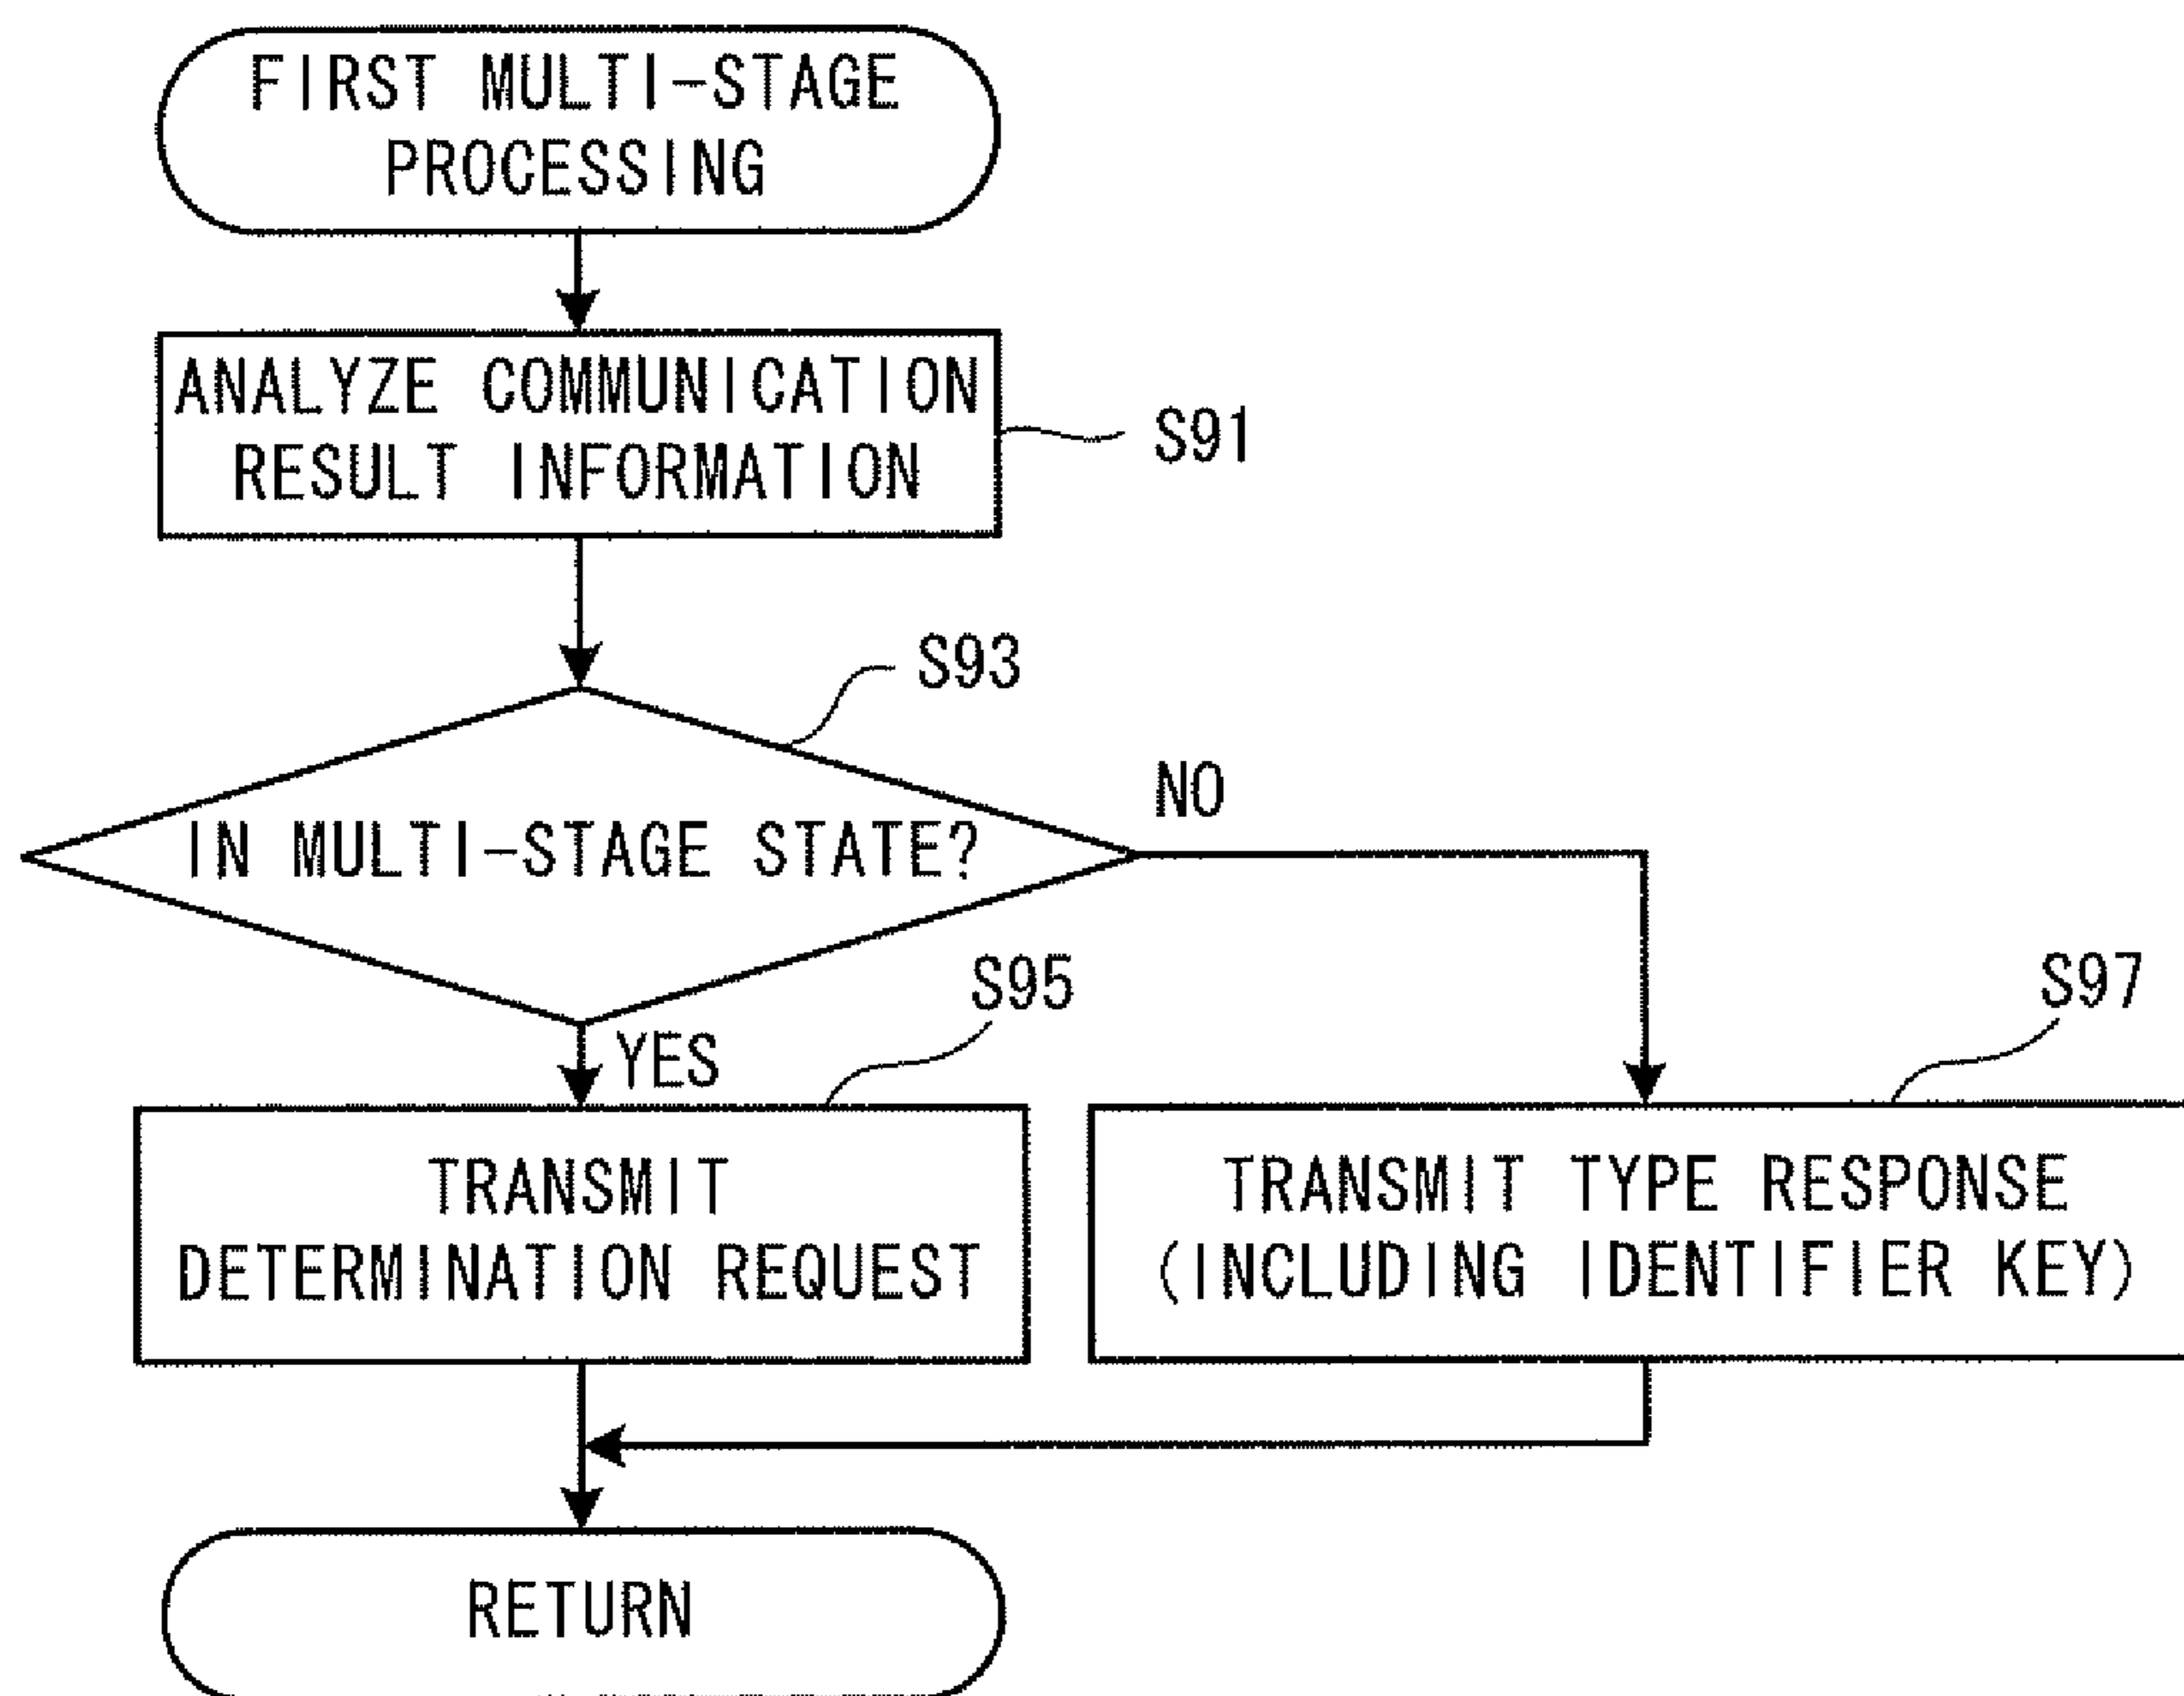 FIRST MULTI-STAGE
PROCESSING
ANALYZE COMMUNICATION
RESULT INFORMATION
S91
S93
IN MULTI-STAGE STATE?
NO
YES
S95
S97
TRANSMIT
DETERMINATION REQUEST
TRANSMIT TYPE RESPONSE
(INCLUDING IDENTIFIER KEY)
RETURN